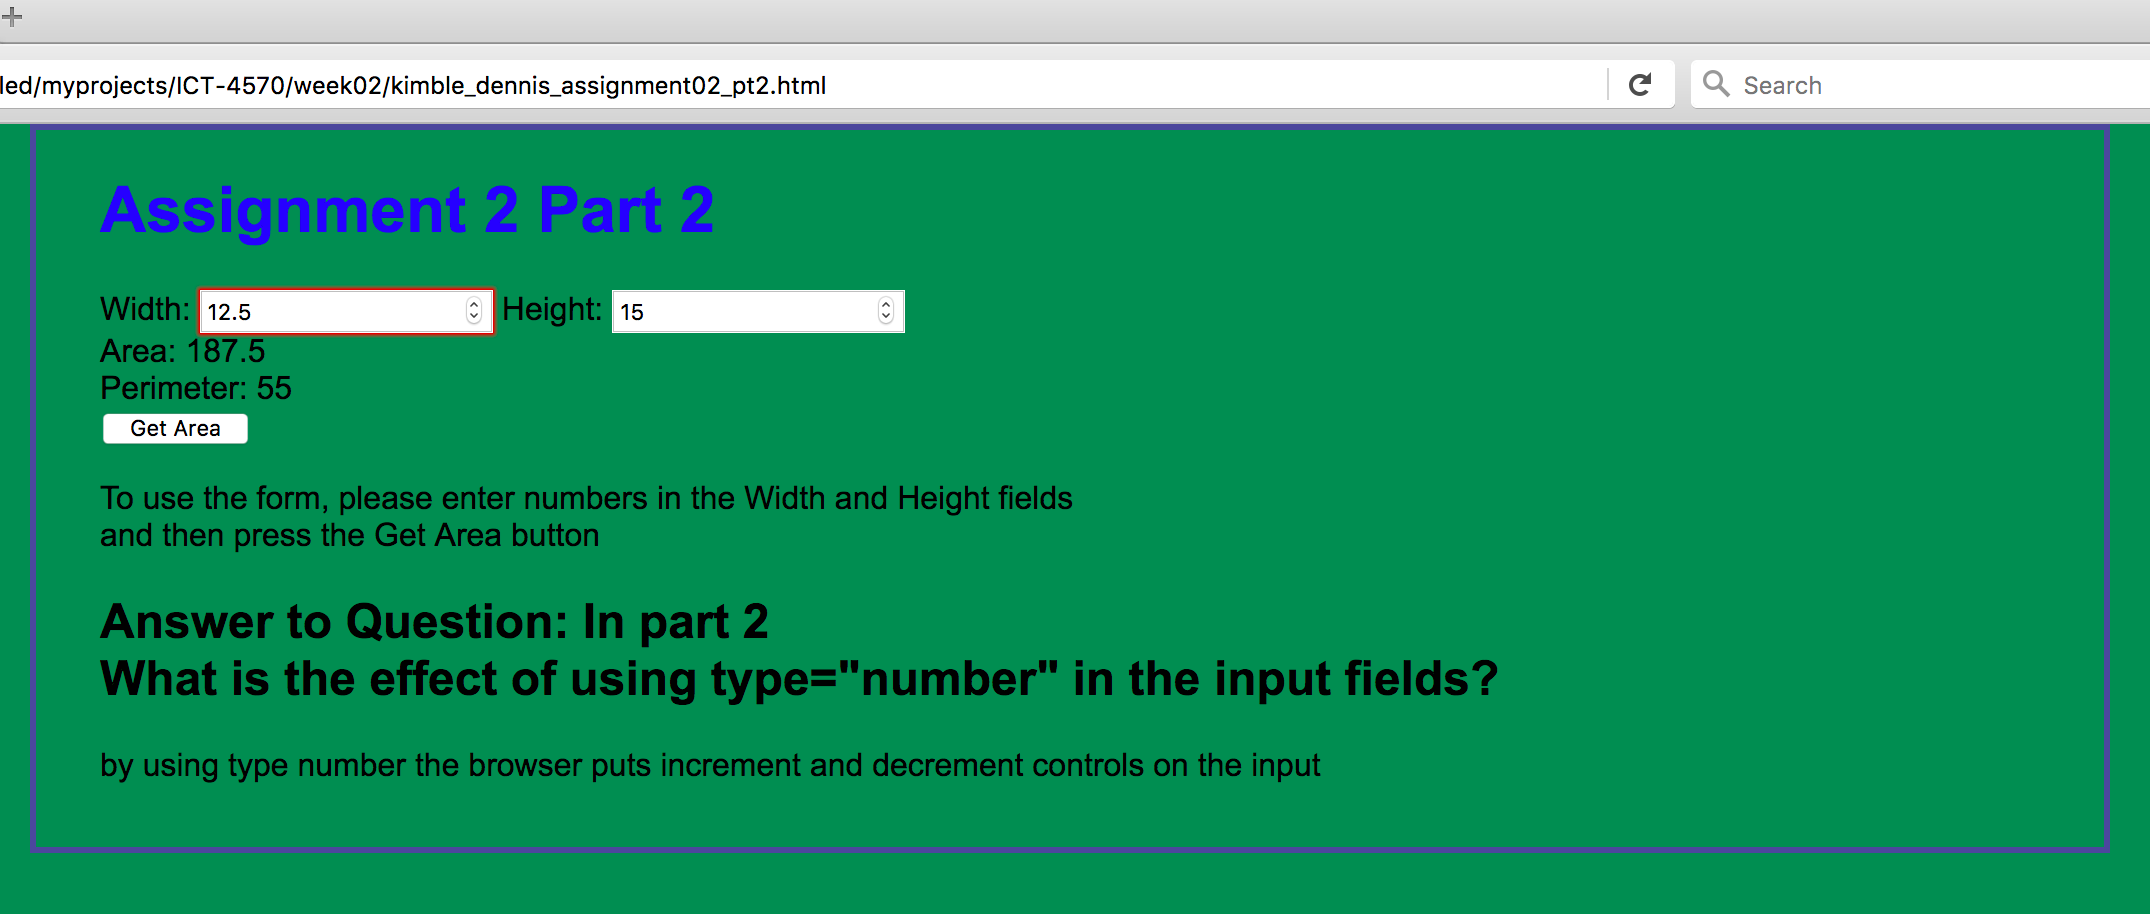 led/myprojects/ICT-4570/week02/kimble_dennis_assignment02_pt2.html Search
Assignment 2 Part 2
Width: 12.5 Height: 15
Area: 187.5
Perimeter: 55
Get Area
To use the form, please enter numbers in the Width and Height fields
and then press the Get Area button
Answer to Question: In part 2
What is the effect of using type="number" in the input fields?
by using type number the browser puts increment and decrement controls on the input